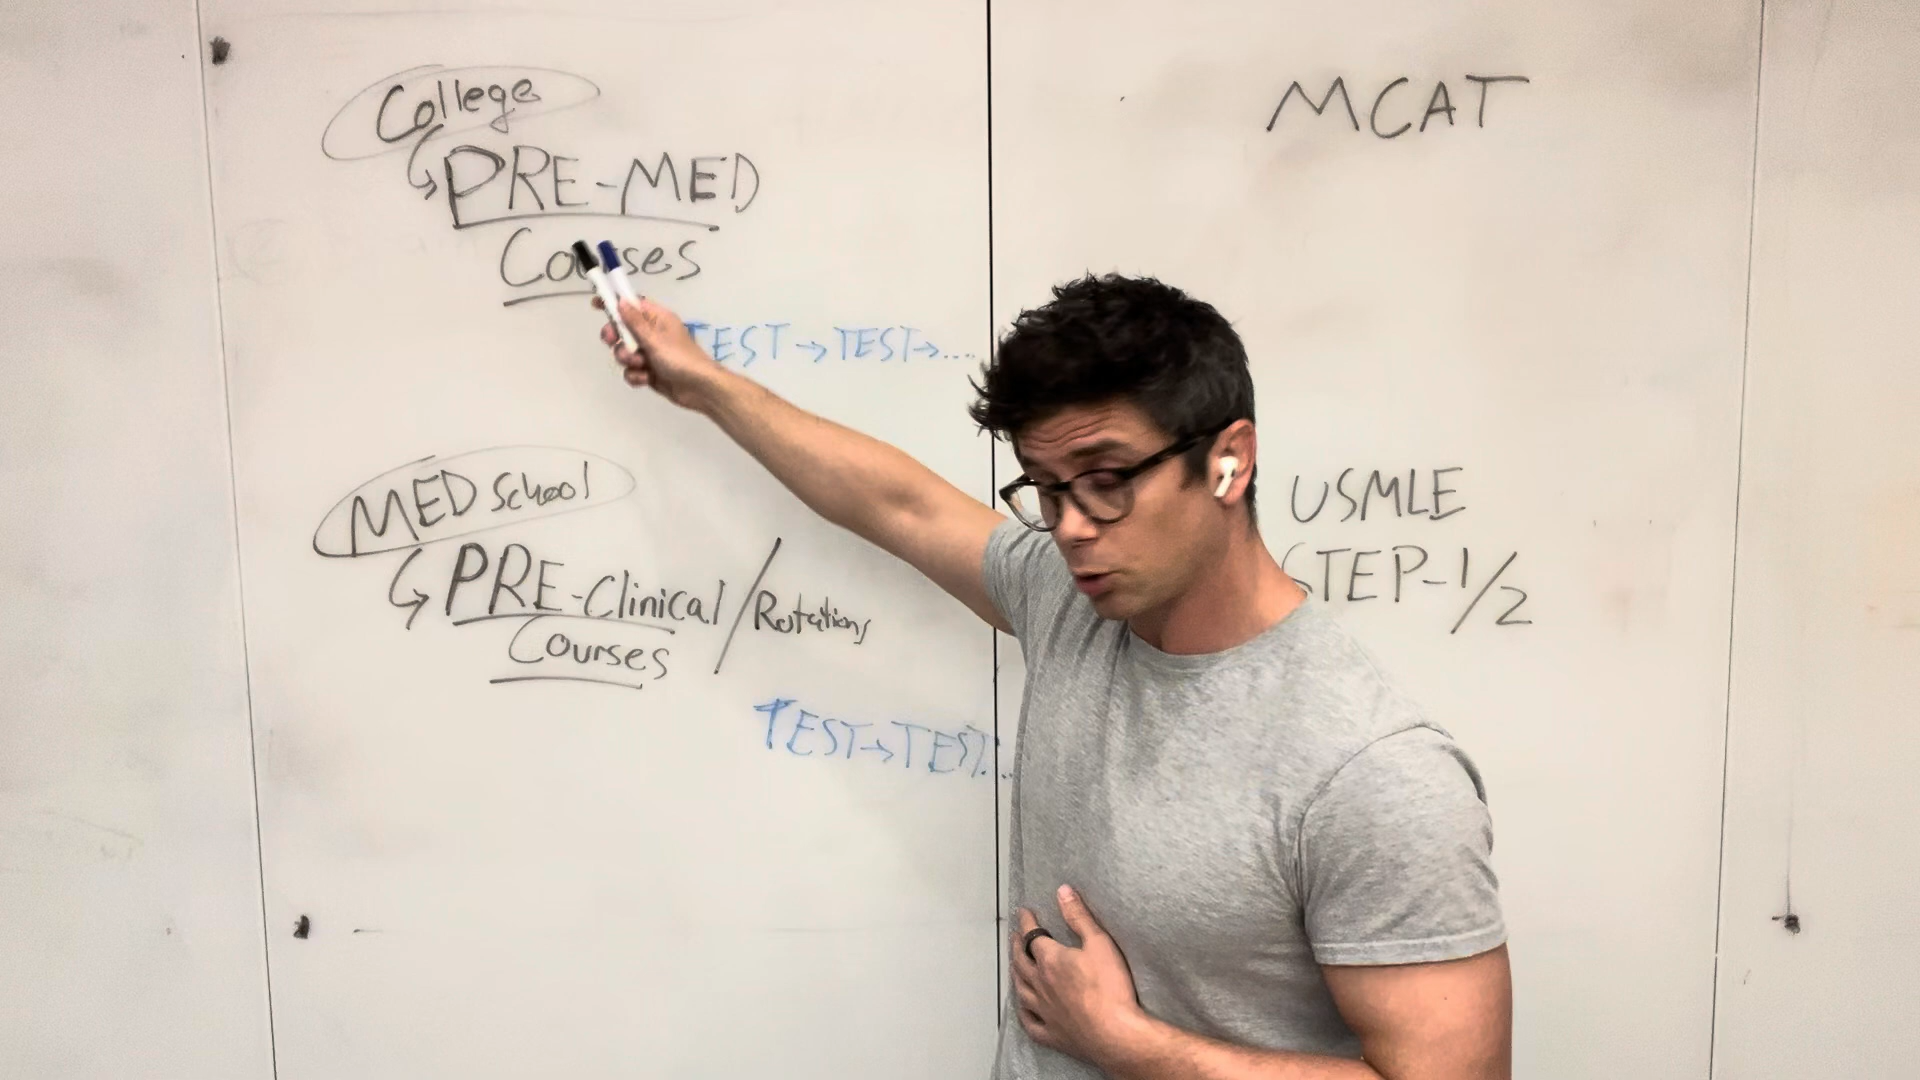 College
PRE-MED
Courses
TEST→TEST→....
MED School
PRE-Clinical/Rotations
Courses
TEST→TEST...
MCAT
USMLE
STEP-1/2